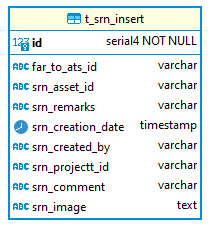 t_srn_insert
123 id serial4 NOT NULL
ABC far_to_ats_id varchar
ABC srn_asset_id varchar
ABC srn_remarks varchar
srn_creation_date timestamp
ABC srn_created_by varchar
ABC srn_projectt_id varchar
ABC srn_comment varchar
ABC srn_image text